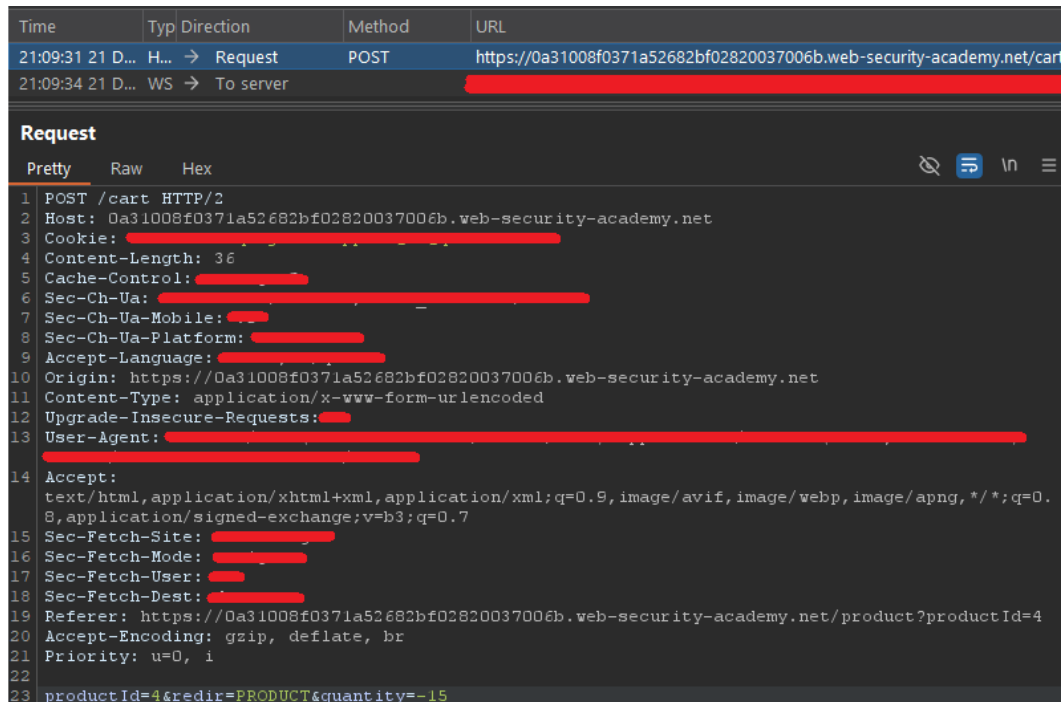 Time Typ Direction Method URL
21:09:31 21 D... H... → Request POST https://0a31008f0371a52682bf02820037006b.web-security-academy.net/cart
21:09:34 21 D... WS → To server
Request
Pretty Raw Hex \n
1 POST /cart HTTP/2
2 Host: 0a31008f0371a52682bf02820037006b.web-security-academy.net
3 Cookie:
4 Content-Length: 36
5 Cache-Control:
6 Sec-Ch-Ua:
7 Sec-Ch-Ua-Mobile:
8 Sec-Ch-Ua-Platform:
9 Accept-Language:
10 Origin: https://0a31008f0371a52682bf02820037006b.web-security-academy.net
11 Content-Type: application/x-www-form-urlencoded
12 Upgrade-Insecure-Requests:
13 User-Agent:
14 Accept:
text/html,application/xhtml+xml,application/xml;q=0.9,image/avif,image/webp,image/apng,*/*;q=0.
8,application/signed-exchange;v=b3;q=0.7
15 Sec-Fetch-Site:
16 Sec-Fetch-Mode:
17 Sec-Fetch-User:
18 Sec-Fetch-Dest:
19 Referer: https://0a31008f0371a52682bf02820037006b.web-security-academy.net/product?productId=4
20 Accept-Encoding: gzip, deflate, br
21 Priority: u=0, i
22
23 productId=4&redir=PRODUCT&quantity=-15